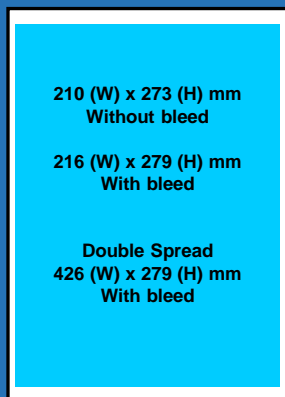 210 (W) x 273 (H) mm
Without bleed
216 (W) x 279 (H) mm
With bleed
Double Spread
426 (W) x 279 (H) mm
With bleed